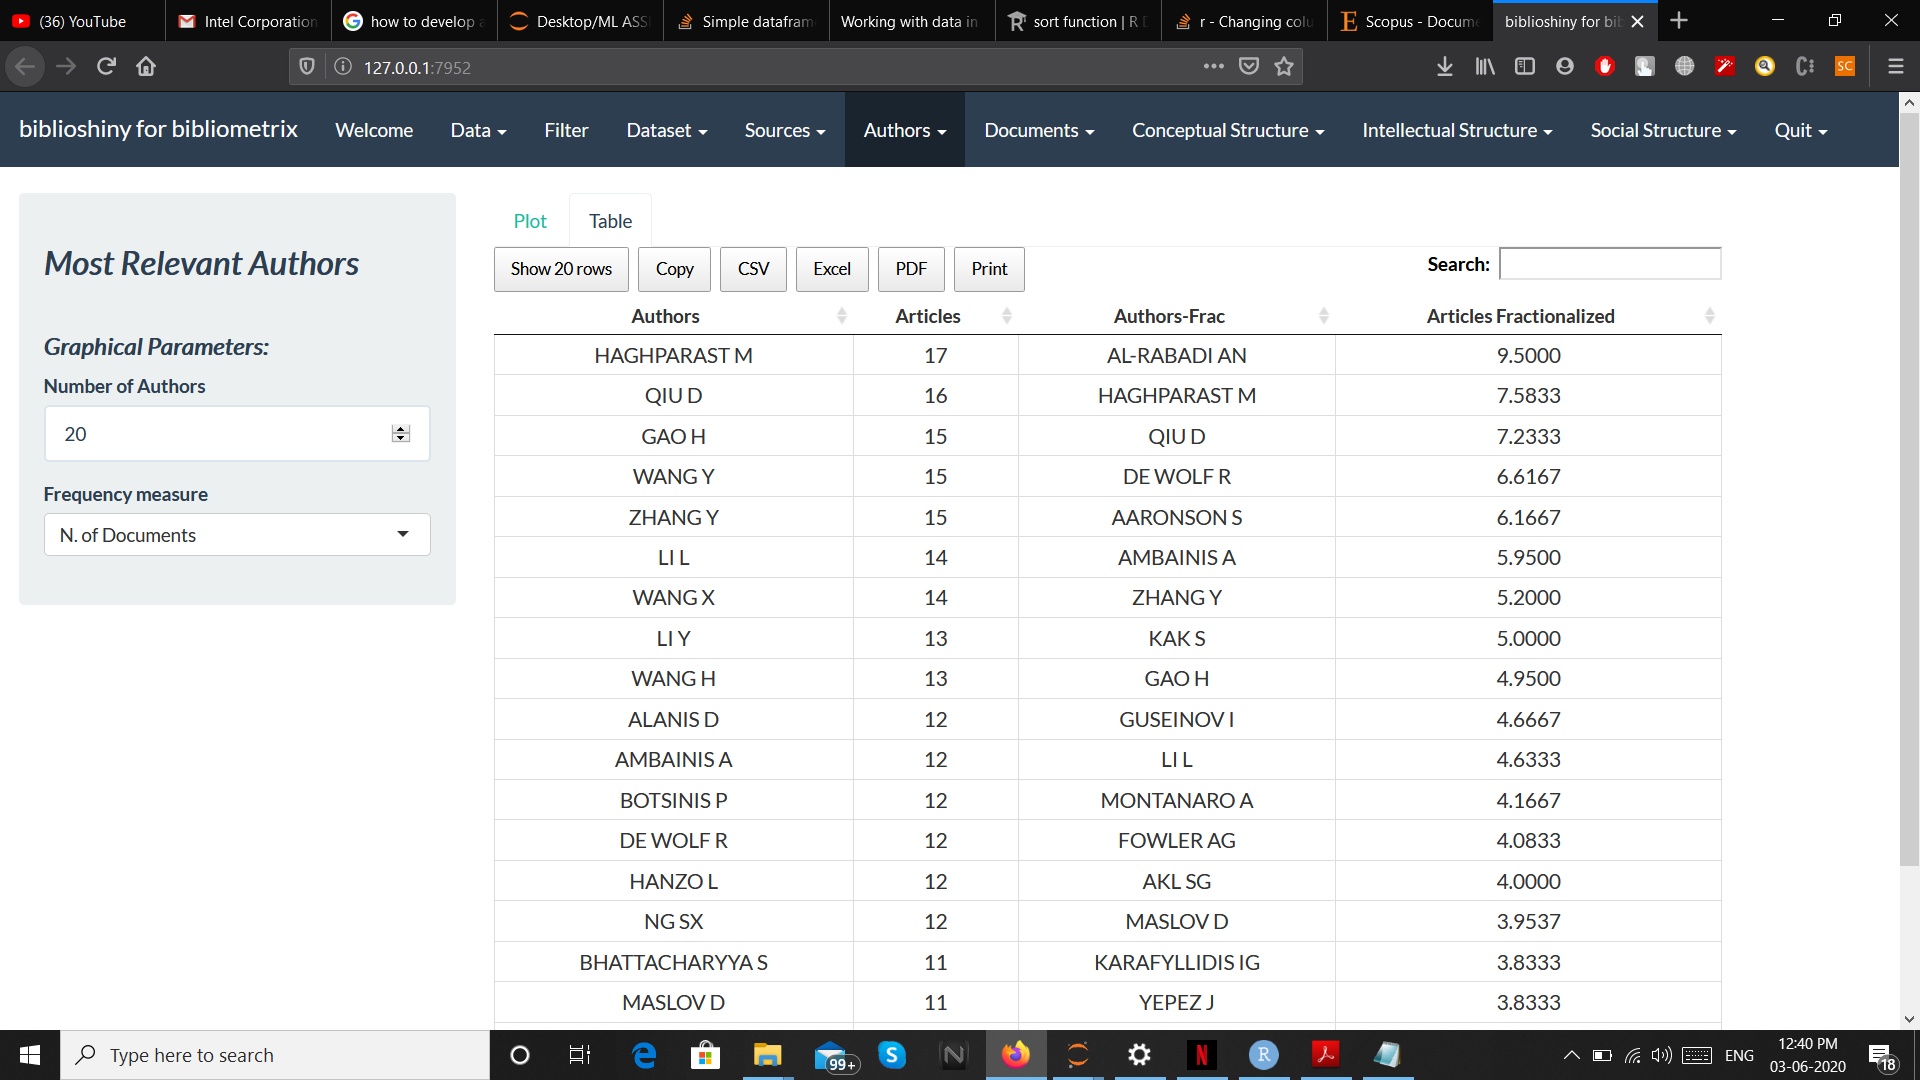 (36) YouTube
Intel Corporation
how to develop a
Desktop/ML ASS
Simple datafram
Working with data in
sort function | R D
r - Changing colu
Scopus - Docume
biblioshiny for bib
127.0.0.1:7952
SC
biblioshiny for bibliometrix Welcome Data Filter Dataset Sources Authors Documents Conceptual Structure Intellectual Structure Social Structure Quit
Most Relevant Authors
Graphical Parameters:
Number of Authors
20
Frequency measure
N. of Documents
Plot Table
Show 20 rows Copy CSV Excel PDF Print Search:
Authors Articles Authors-Frac Articles Fractionalized
HAGHPARAST M 17 AL-RABADI AN 9.5000
QIU D 16 HAGHPARAST M 7.5833
GAO H 15 QIU D 7.2333
WANG Y 15 DE WOLF R 6.6167
ZHANG Y 15 AARONSON S 6.1667
LI L 14 AMBAINIS A 5.9500
WANG X 14 ZHANG Y 5.2000
LI Y 13 KAK S 5.0000
WANG H 13 GAO H 4.9500
ALANIS D 12 GUSEINOV I 4.6667
AMBAINIS A 12 LI L 4.6333
BOTSINIS P 12 MONTANARO A 4.1667
DE WOLF R 12 FOWLER AG 4.0833
HANZO L 12 AKL SG 4.0000
NG SX 12 MASLOV D 3.9537
BHATTACHARYYA S 11 KARAFYLLIDIS IG 3.8333
MASLOV D 11 YEPEZ J 3.8333
Type here to search
99+
ENG
12:40 PM
03-06-2020
18